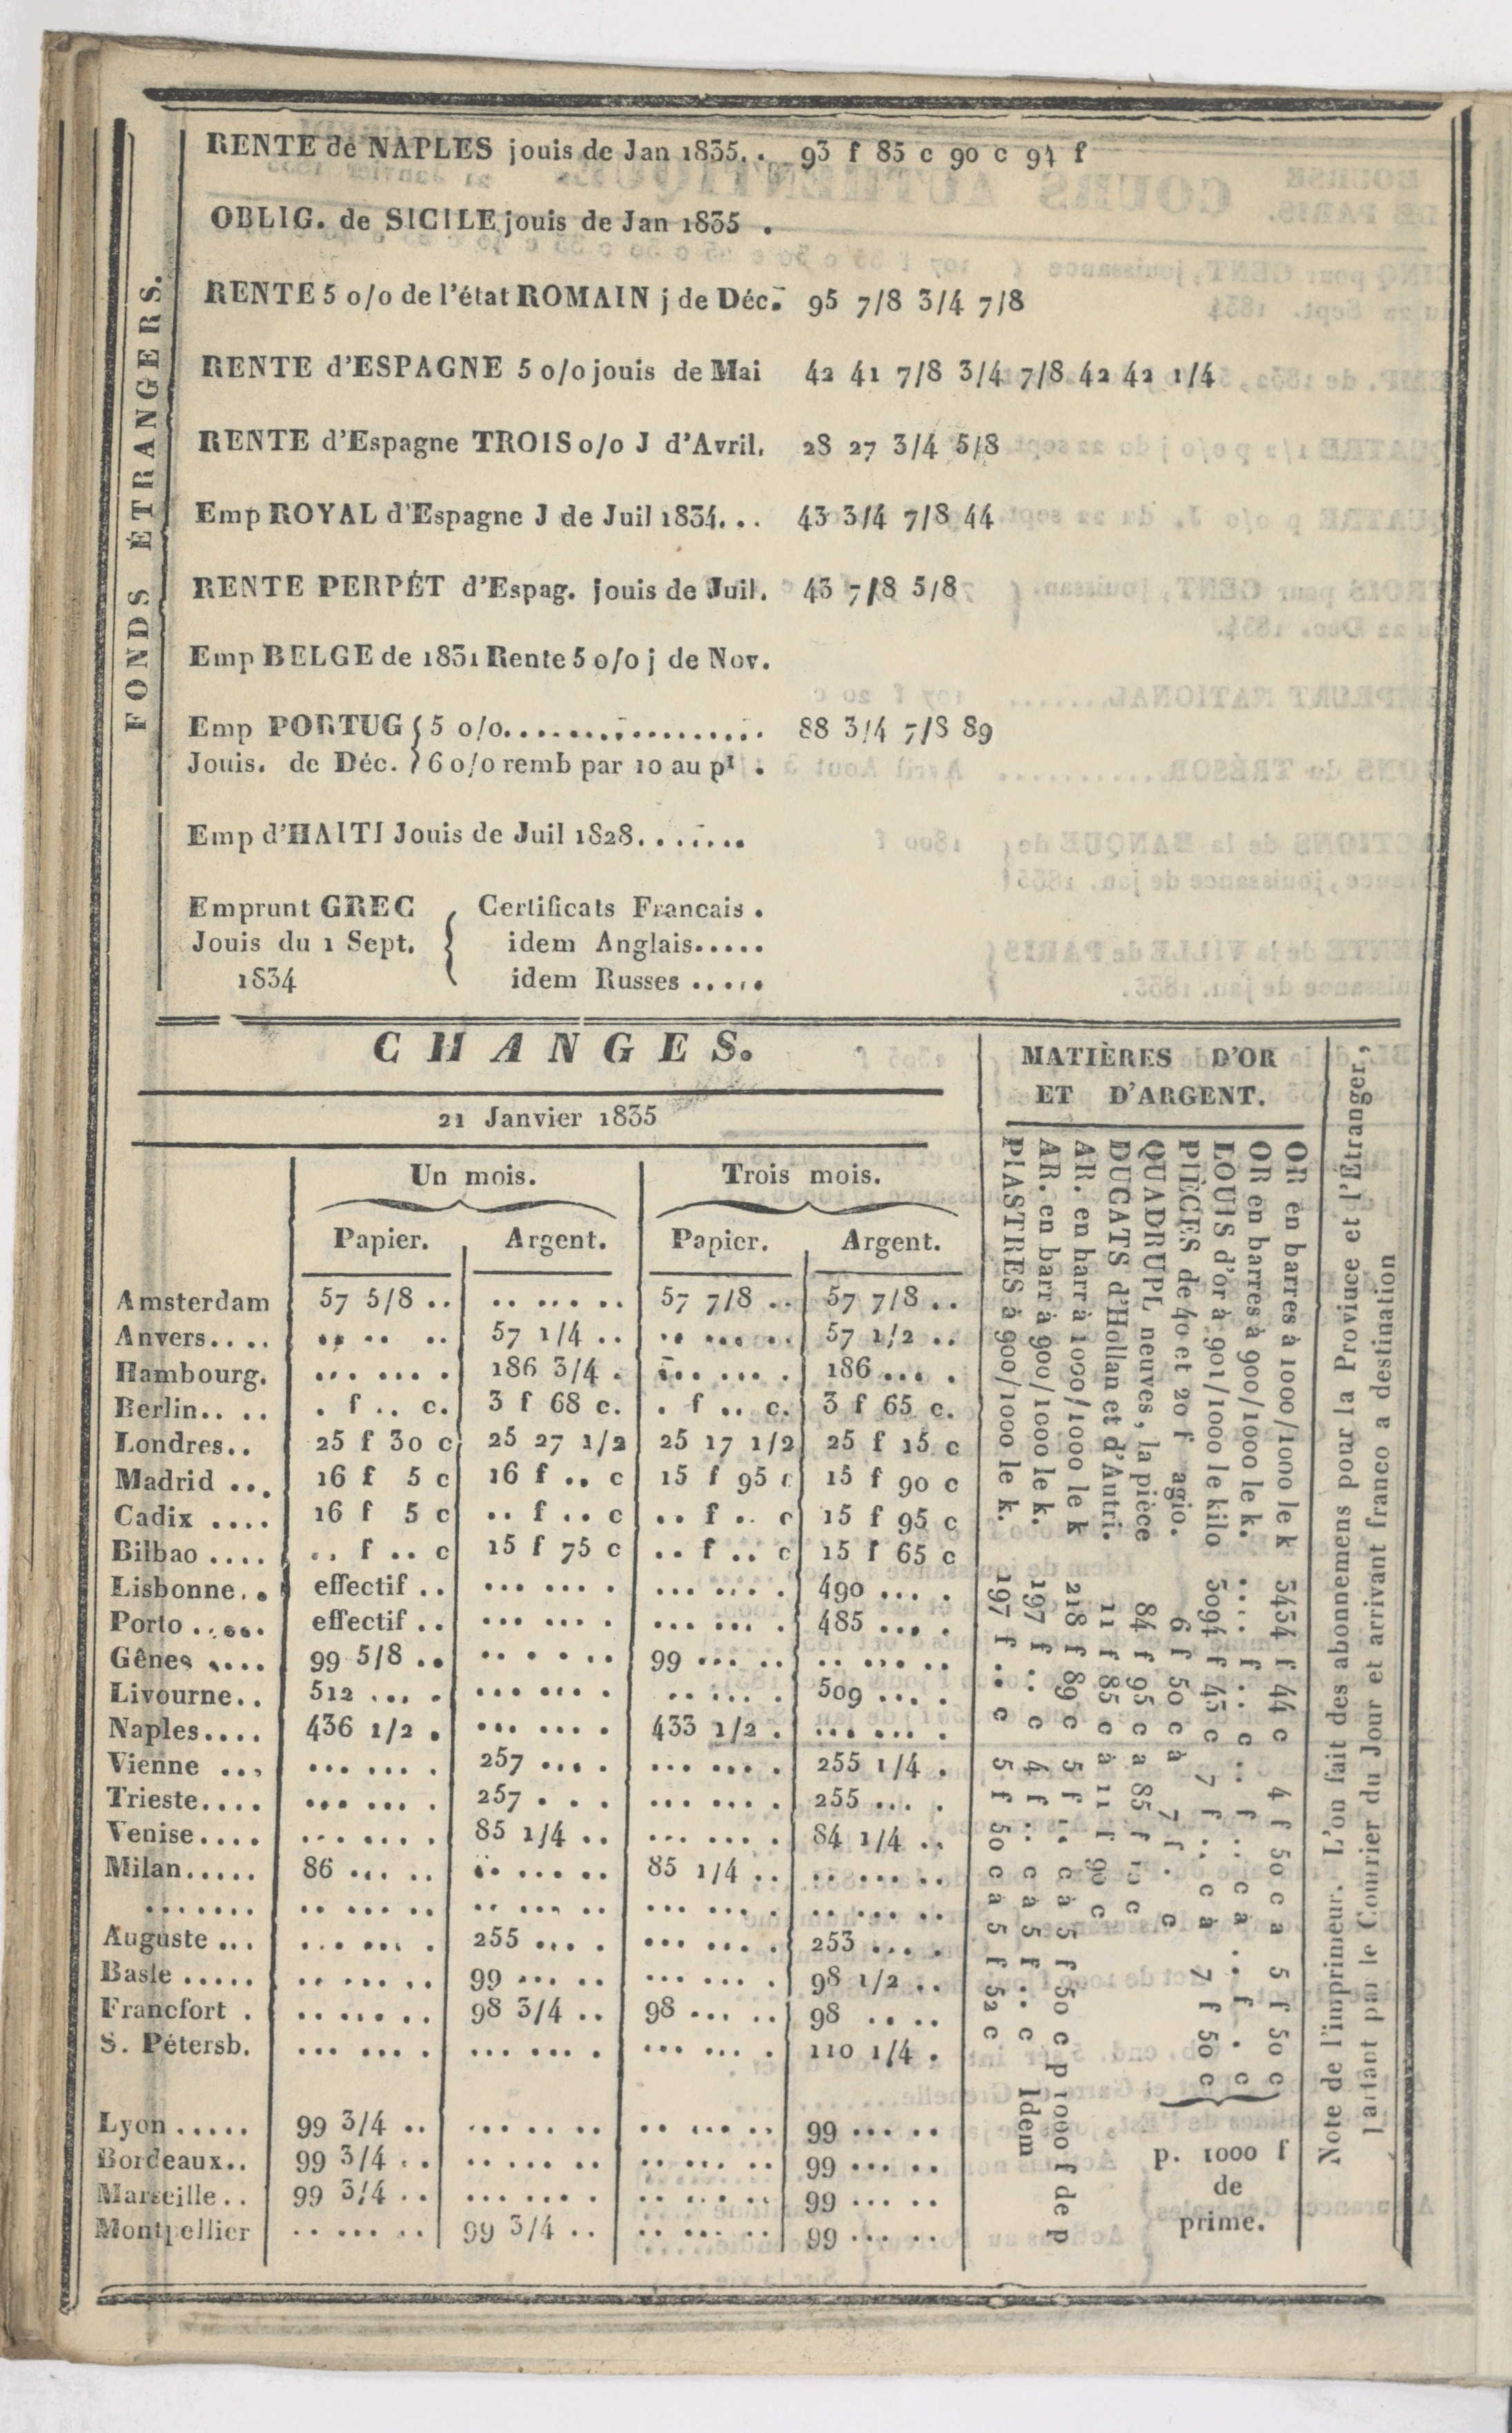 FONDS ÉTRANGERS.
RENTE de NAPLES jouis de Jan 1835. . 93 f 85 c 90 c 94 f
OBLIG. de SICILE jouis de Jan 1835 .
RENTE 5 o/o de l'état ROMAIN j de Déc. 95 7/8 3/4 7/8
RENTE d'ESPAGNE 5 o/o jouis de Mai 42 41 7/8 3/4 7/8 42 42 1/4
RENTE d'Espagne TROIS o/o J d'Avril. 28 27 3/4 5/8
Emp ROYAL d'Espagne J de Juil 1834. . . 43 3/4 7/8 44
RENTE PERPÉT d'Espag. jouis de Juil. 43 7/8 5/8
Emp BELGE de 1831 Rente 5 o/o j de Nov.
Emp PORTUG { 5 o/o.................. 88 3/4 7/8 89
Jouis. de Déc. } 6 o/o remb par 10 au p¹ .
Emp d'HAITI Jouis de Juil 1828.......
Emprunt GREC { Certificats Francais .
Jouis du 1 Sept. idem Anglais.....
1834 idem Russes .....
CHANGES.
21 Janvier 1835
Un mois. Trois mois.
Papier. Argent. Papier. Argent.
Amsterdam 57 5/8 .. .. ... .. 57 7/8 .. 57 7/8 ..
Anvers.... .. .. .. 57 1/4 .. .. ... .. 57 1/2 ..
Hambourg. ... ... . 186 3/4 . ... ... . 186 ... .
Berlin.. .. . f .. c. 3 f 68 c. . f .. c. 3 f 65 c.
Londres.. 25 f 30 c 25 27 1/2 25 17 1/2 25 f 15 c
Madrid ... 16 f 5 c 16 f .. c 15 f 95 c 15 f 90 c
Cadix .... 16 f 5 c .. f .. c .. f .. c 15 f 95 c
Bilbao .... .. f .. c 15 f 75 c .. f .. c 15 f 65 c
Lisbonne. . effectif .. ... ... . ... ... . 490 ... .
Porto ...... effectif .. ... ... . ... ... . 485 ... .
Gênes .... 99 5/8 .. .. . . .. 99 ... .. .. ... ..
Livourne.. 512 ... . ... ... . .. ... . 509 ... .
Naples.... 436 1/2 . ... ... . 433 1/2 . ... ... .
Vienne ... ... ... . 257 ... . ... ... . 255 1/4 .
Trieste.... ... ... . 257 . . . ... ... . 255 ... .
Venise.... ... ... . 85 1/4 .. ... ... . 84 1/4 ..
Milan..... 86 ... .. .. ... .. 85 1/4 .. .. ... ..
....... .. ... .. .. ... .. ... ... . .. ... ..
Auguste ... ... ... . 255 ... . ... ... . 253 ... .
Basle ..... .. ... .. 99 ... .. ... ... . 98 1/2 ..
Francfort . .. ... .. 98 3/4 .. 98 ... .. 98 .. ..
S. Pétersb. ... ... . ... ... . ... ... . 110 1/4 .
Lyon ..... 99 3/4 .. ... .. .. .. ... .. 99 ... ..
Bordeaux.. 99 3/4 .. .. ... .. .. ... .. 99 ... ..
Marseille.. 99 3/4 .. ... ... . .. ... .. 99 ... ..
Montpellier .. ... .. 99 3/4 .. .. ... .. 99 ... ..
MATIÈRES D'OR
ET D'ARGENT.
OR en barres à 1000/1000 le k 3434 f 44 c 4 f 50 c a 5 f 50 c
OR en barres à 900/1000 le k. .... f .. c .. f .. c à .. f . . c
LOUIS d'or à 901/1000 le kilo 3094 f 43 c 7 f .. c à 7 f 50 c
PIÈCES de 40 et 20 f agio. 6 f 50 c à 7 f . c
QUADRUPL neuves, la pièce 84 f 95 c a 85 f 10 c
DUCATS d'Hollan et d'Autri. 11 f 85 c à 11 f 90 c
AR. en barr à 1000/1000 le k 218 f 89 c 5 f .. c à 5 f 50 c p 1000 f de p
AR. en barr à 900/1000 le k. 197 f .. c 4 f .. c à 5 f .. c Idem
PIASTRES à 900/1000 le k. 197 f .. c 5 f 50 c à 5 f 52 c
p. 1000 f
de
prime.
Note de l'imprimeur. L'on fait des abonnemens pour la Proviuce et l'Étranger,
Partant par le Courier du Jour et arrivant franco a destination